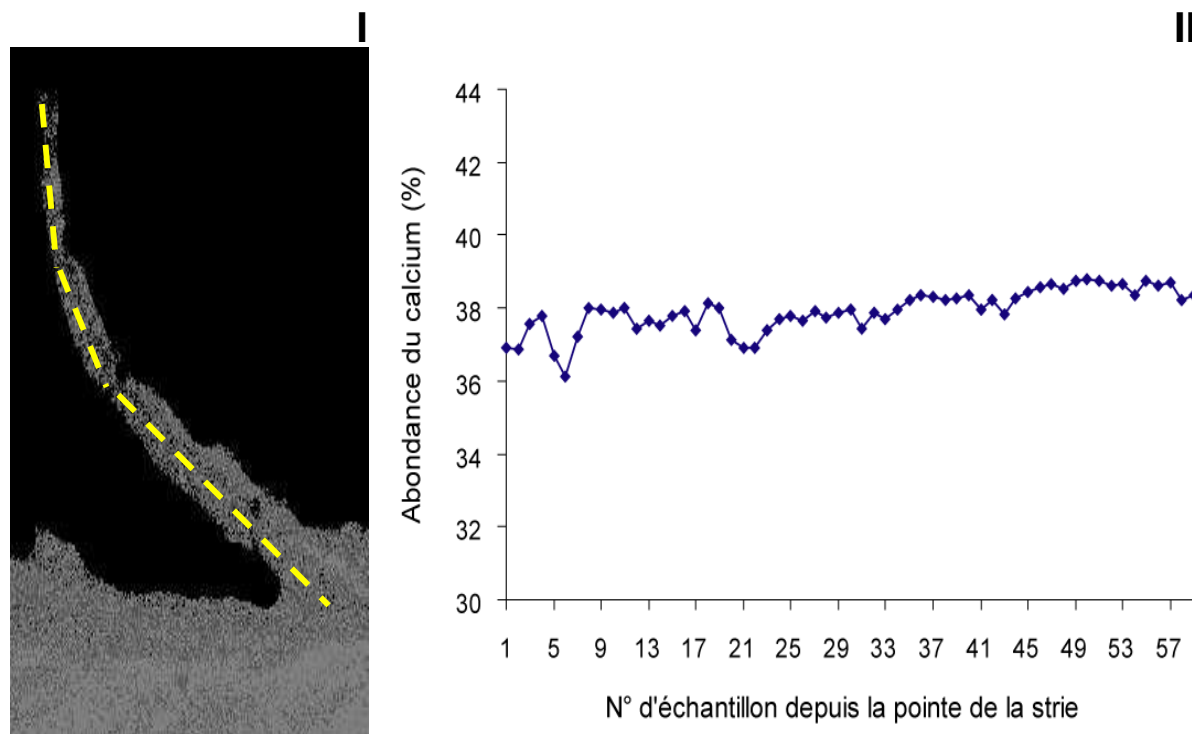 I
II
Abondance du calcium (%)
44
42
40
38
36
34
32
30
1 5 9 13 17 21 25 29 33 37 41 45 49 53 57
N° d'échantillon depuis la pointe de la strie